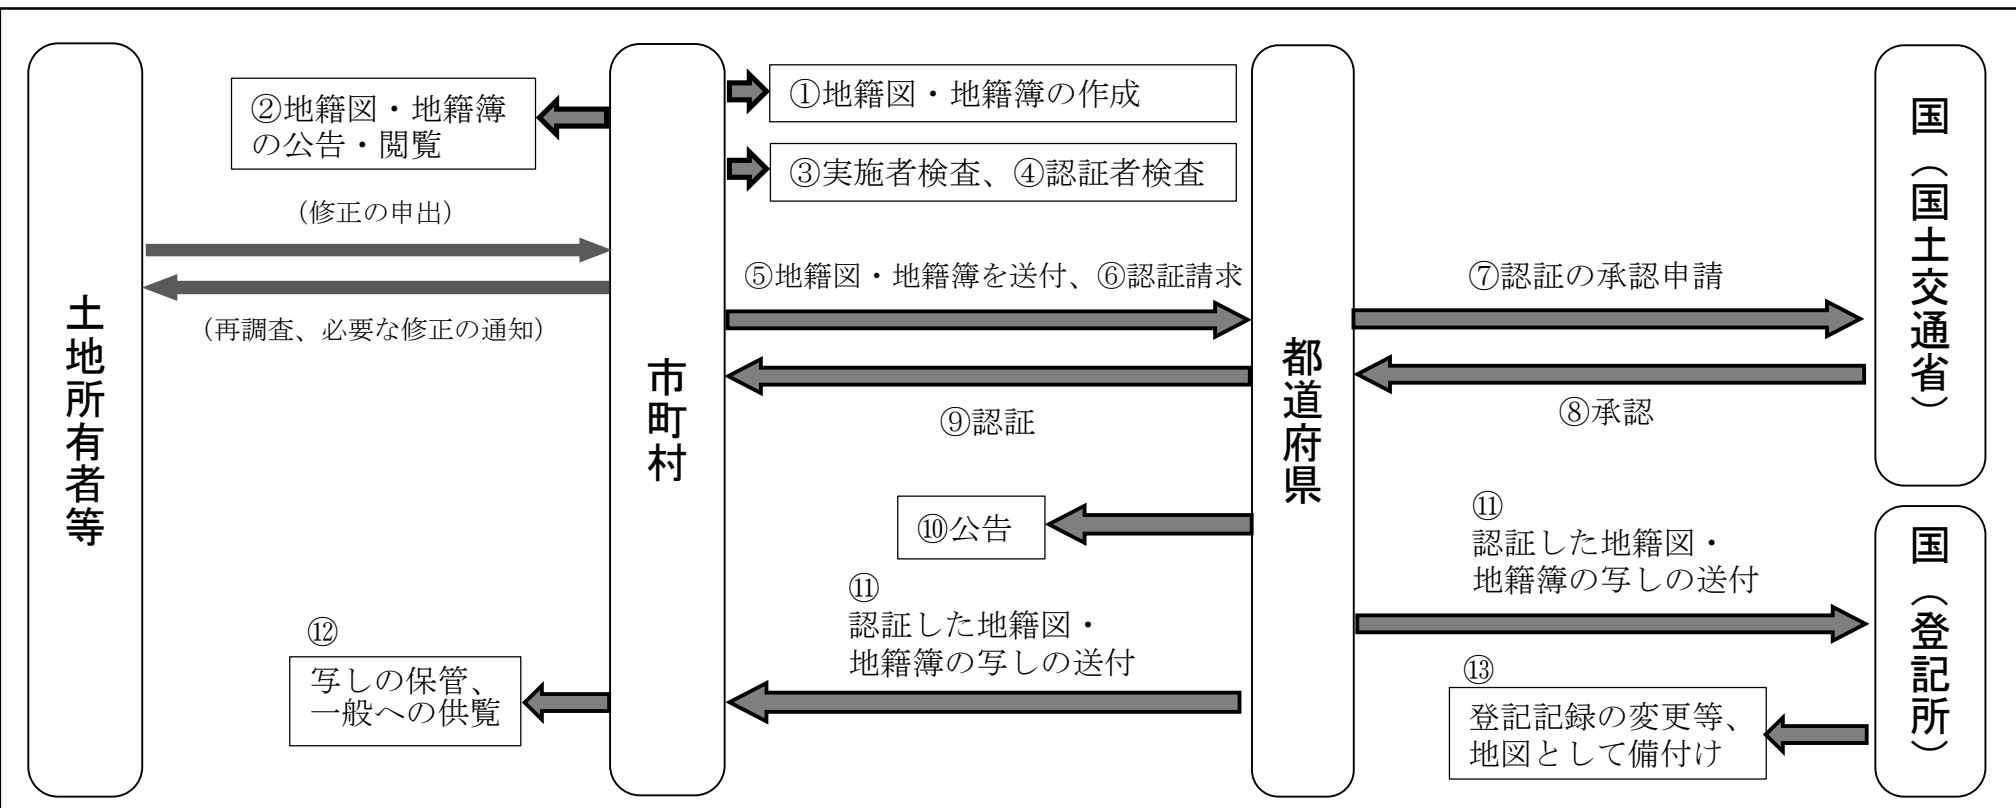 土地所有者等
②地籍図・地籍簿
の公告・閲覧
（修正の申出）
（再調査、必要な修正の通知）
⑫
写しの保管、
一般への供覧
市町村
①地籍図・地籍簿の作成
③実施者検査、④認証者検査
⑤地籍図・地籍簿を送付、⑥認証請求
⑨認証
⑩公告
⑪
認証した地籍図・
地籍簿の写しの送付
都道府県
⑦認証の承認申請
⑧承認
⑪
認証した地籍図・
地籍簿の写しの送付
⑬
登記記録の変更等、
地図として備付け
国（国土交通省）
国（登記所）